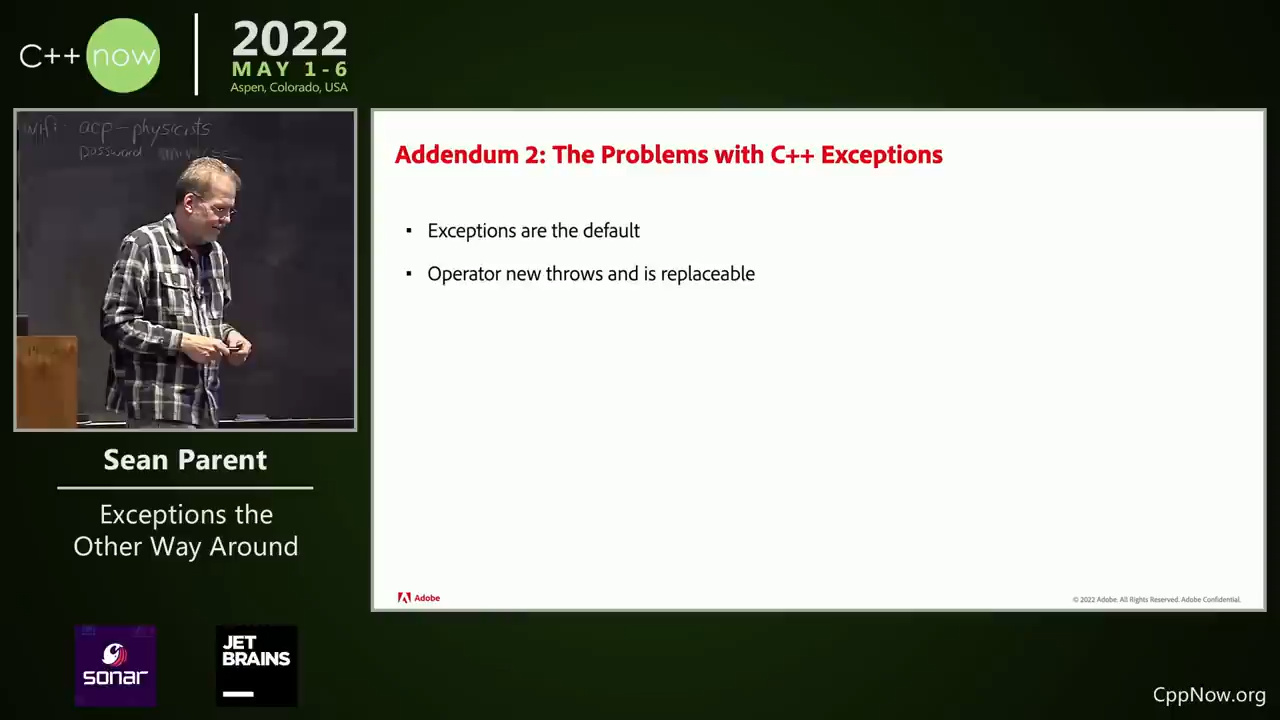 C++ now
2022
MAY 1-6
Aspen, Colorado, USA
acp-physicists
password
Addendum 2: The Problems with C++ Exceptions
▪ Exceptions are the default
▪ Operator new throws and is replaceable
Adobe
© 2022 Adobe. All Rights Reserved. Adobe Confidential.
Sean Parent
Exceptions the
Other Way Around
sonar
JET
BRAINS
CppNow.org